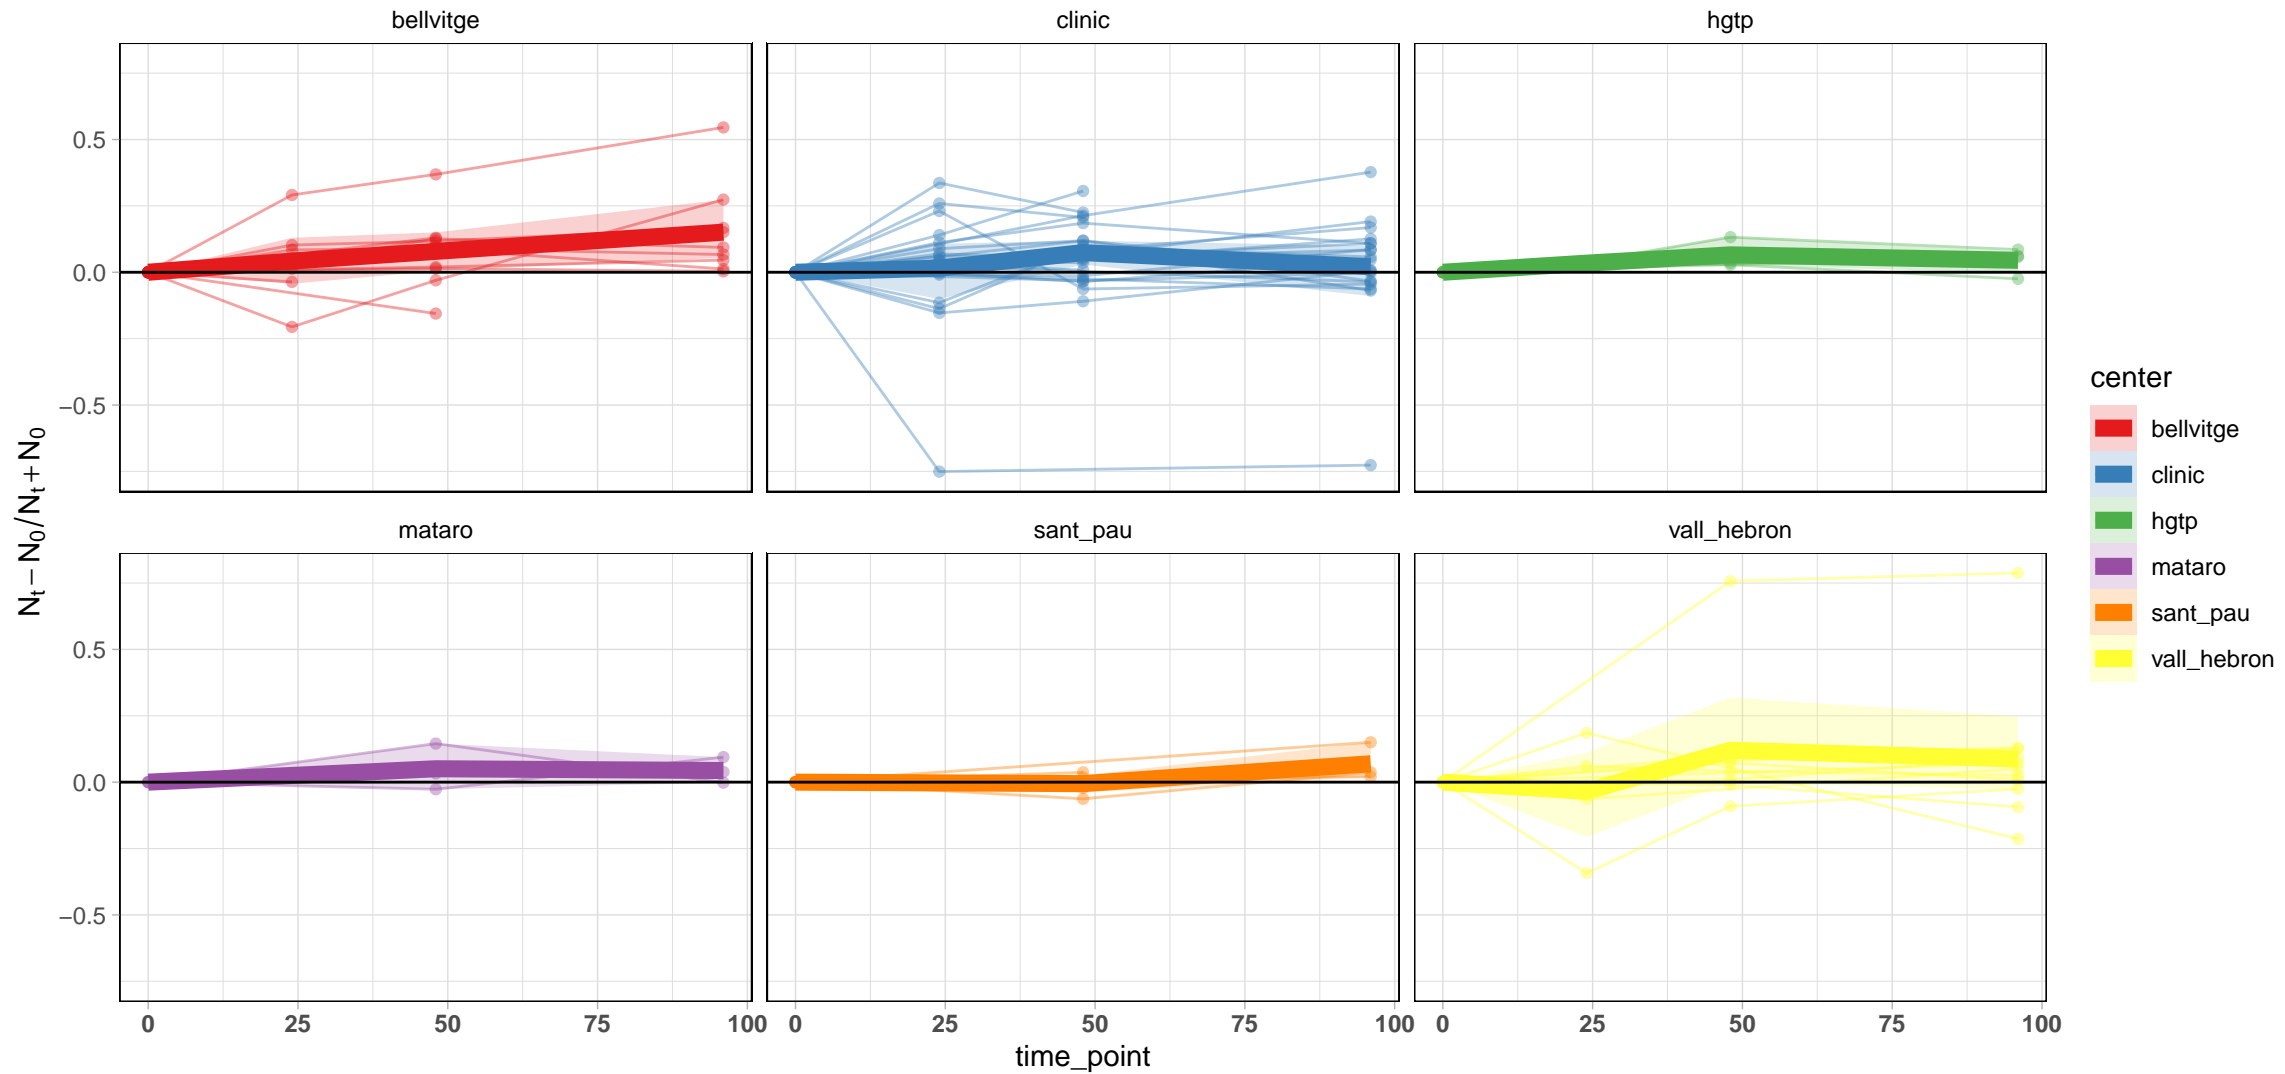 bellvitge clinic hgtp
0.5
0.0
−0.5
mataro sant_pau vall_hebron
0.5
0.0
−0.5
0 25 50 75 100 0 25 50 75 100 0 25 50 75 100
time_point
Nt − N0/Nt + N0
center
bellvitge
clinic
hgtp
mataro
sant_pau
vall_hebron